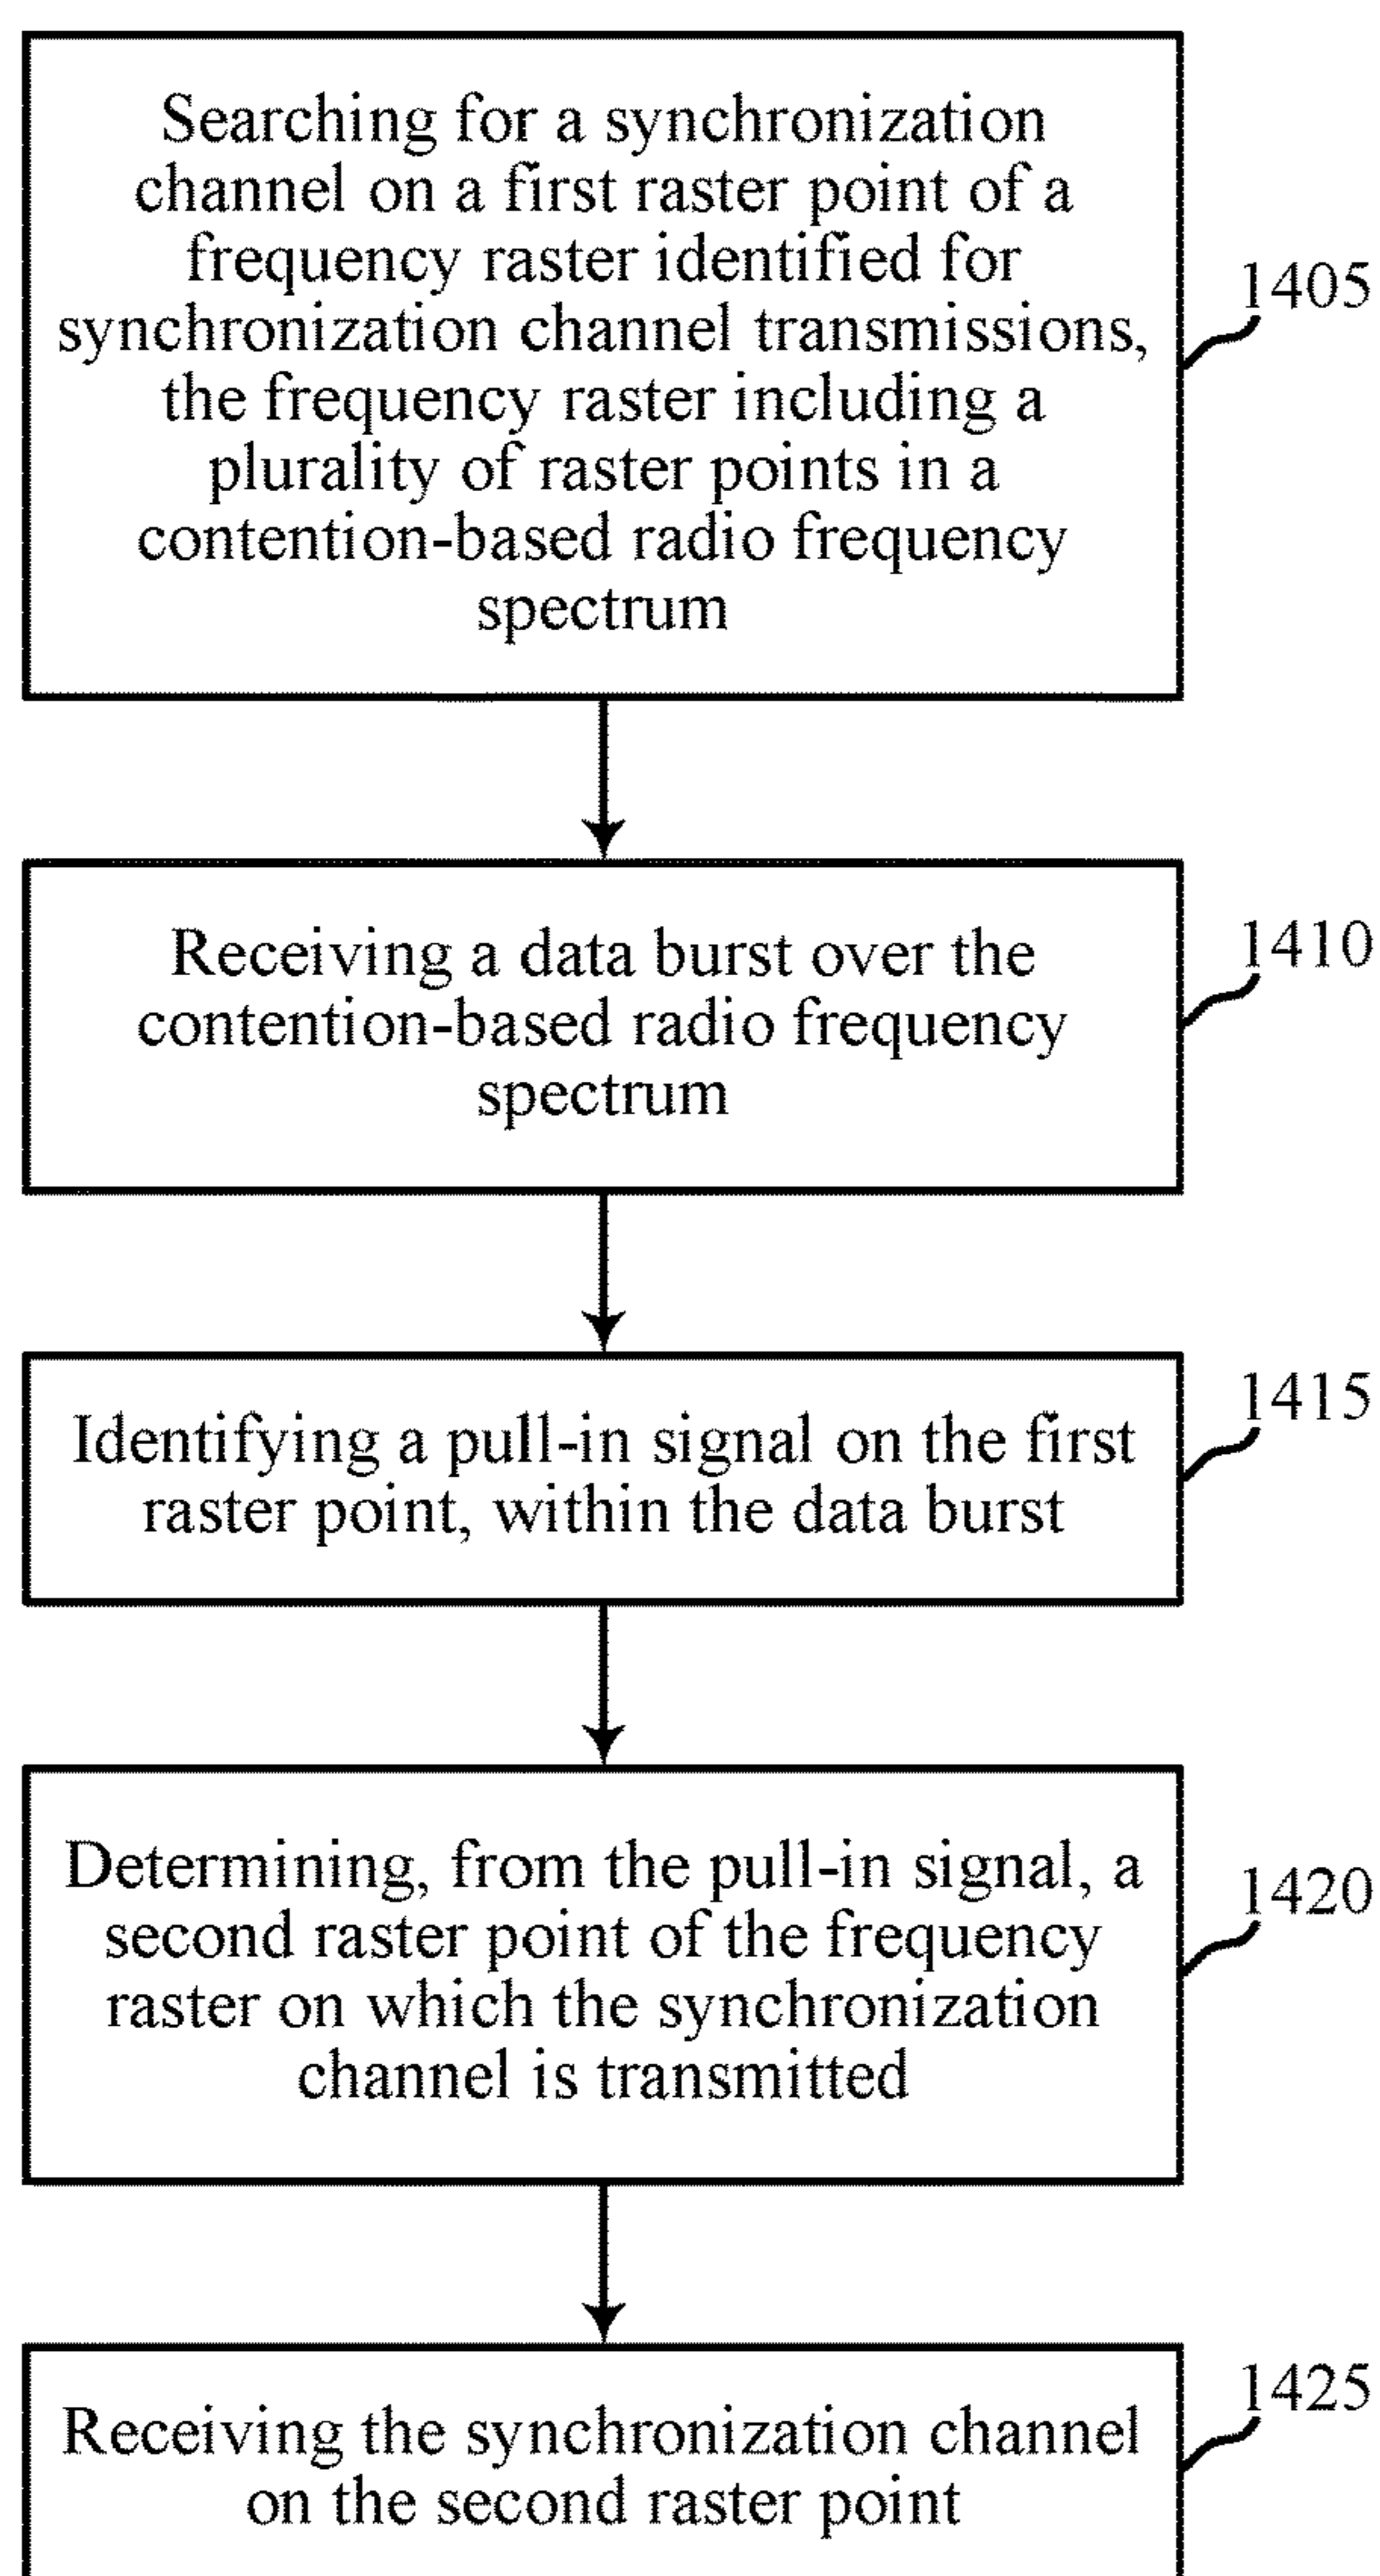 Searching for a synchronization
channel on a first raster point of a
frequency raster identified for
synchronization channel transmissions,
the frequency raster including a
plurality of raster points in a
contention-based radio frequency
spectrum
1405
Receiving a data burst over the
contention-based radio frequency
spectrum
1410
Identifying a pull-in signal on the first
raster point, within the data burst
1415
Determining, from the pull-in signal, a
second raster point of the frequency
raster on which the synchronization
channel is transmitted
1420
Receiving the synchronization channel
on the second raster point
1425